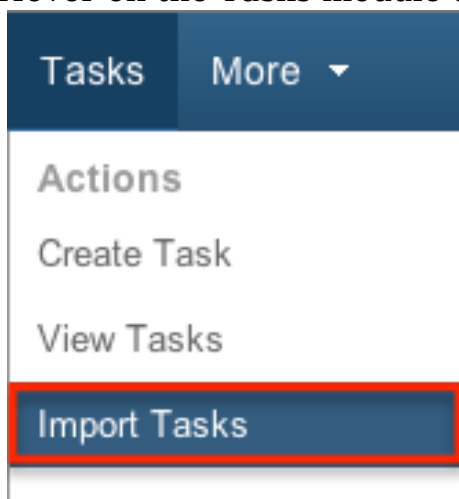 Tasks More
Actions
Create Task
View Tasks
Import Tasks